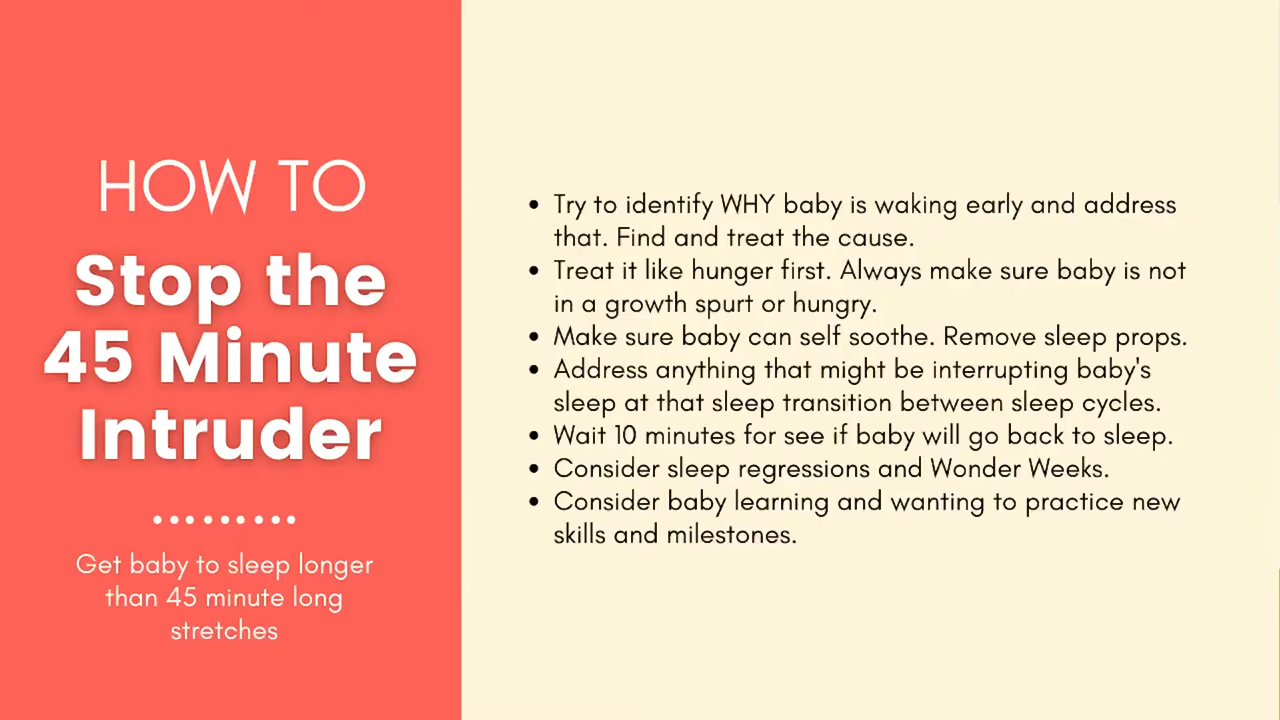 HOW TO
Stop the
45 Minute
Intruder
Get baby to sleep longer
than 45 minute long
stretches
• Try to identify WHY baby is waking early and address
that. Find and treat the cause.
• Treat it like hunger first. Always make sure baby is not
in a growth spurt or hungry.
• Make sure baby can self soothe. Remove sleep props.
• Address anything that might be interrupting baby's
sleep at that sleep transition between sleep cycles.
• Wait 10 minutes for see if baby will go back to sleep.
• Consider sleep regressions and Wonder Weeks.
• Consider baby learning and wanting to practice new
skills and milestones.